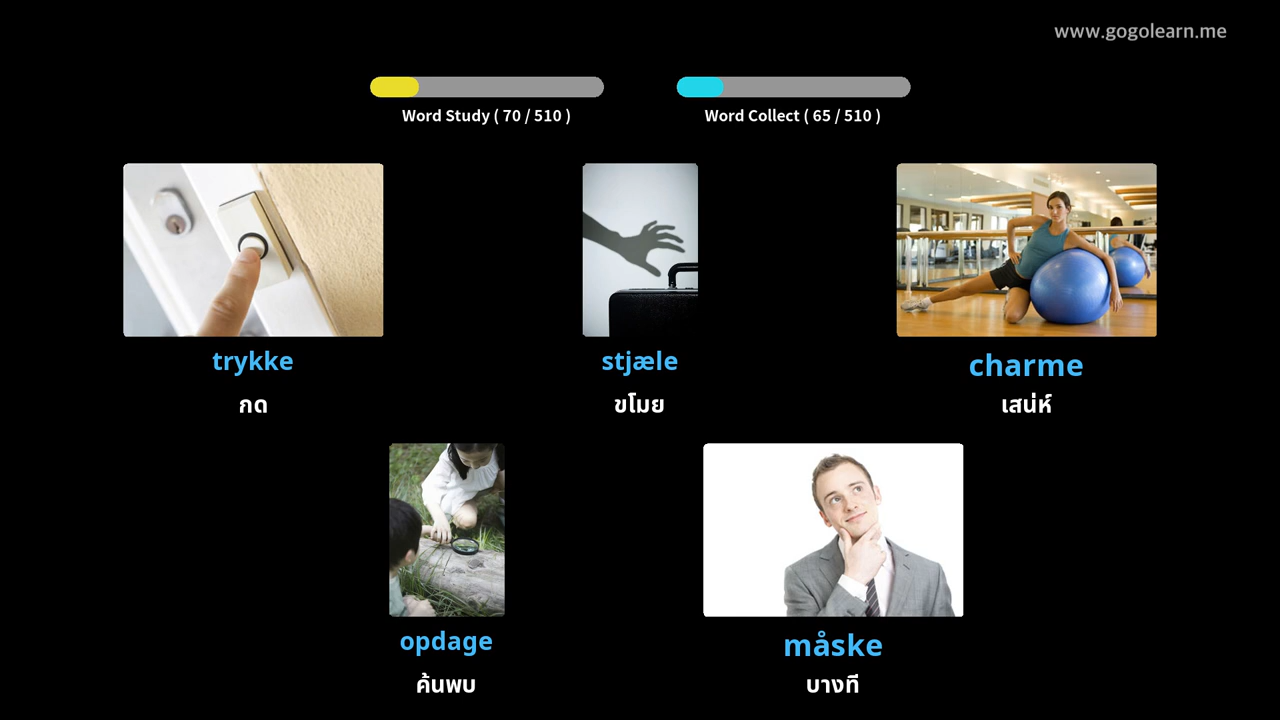 www.gogolearn.me
Word Study ( 70 / 510 )
Word Collect ( 65 / 510 )
trykke
กด
stjæle
ขโมย
charme
เสน่ห์
opdage
ค้นพบ
måske
บางที